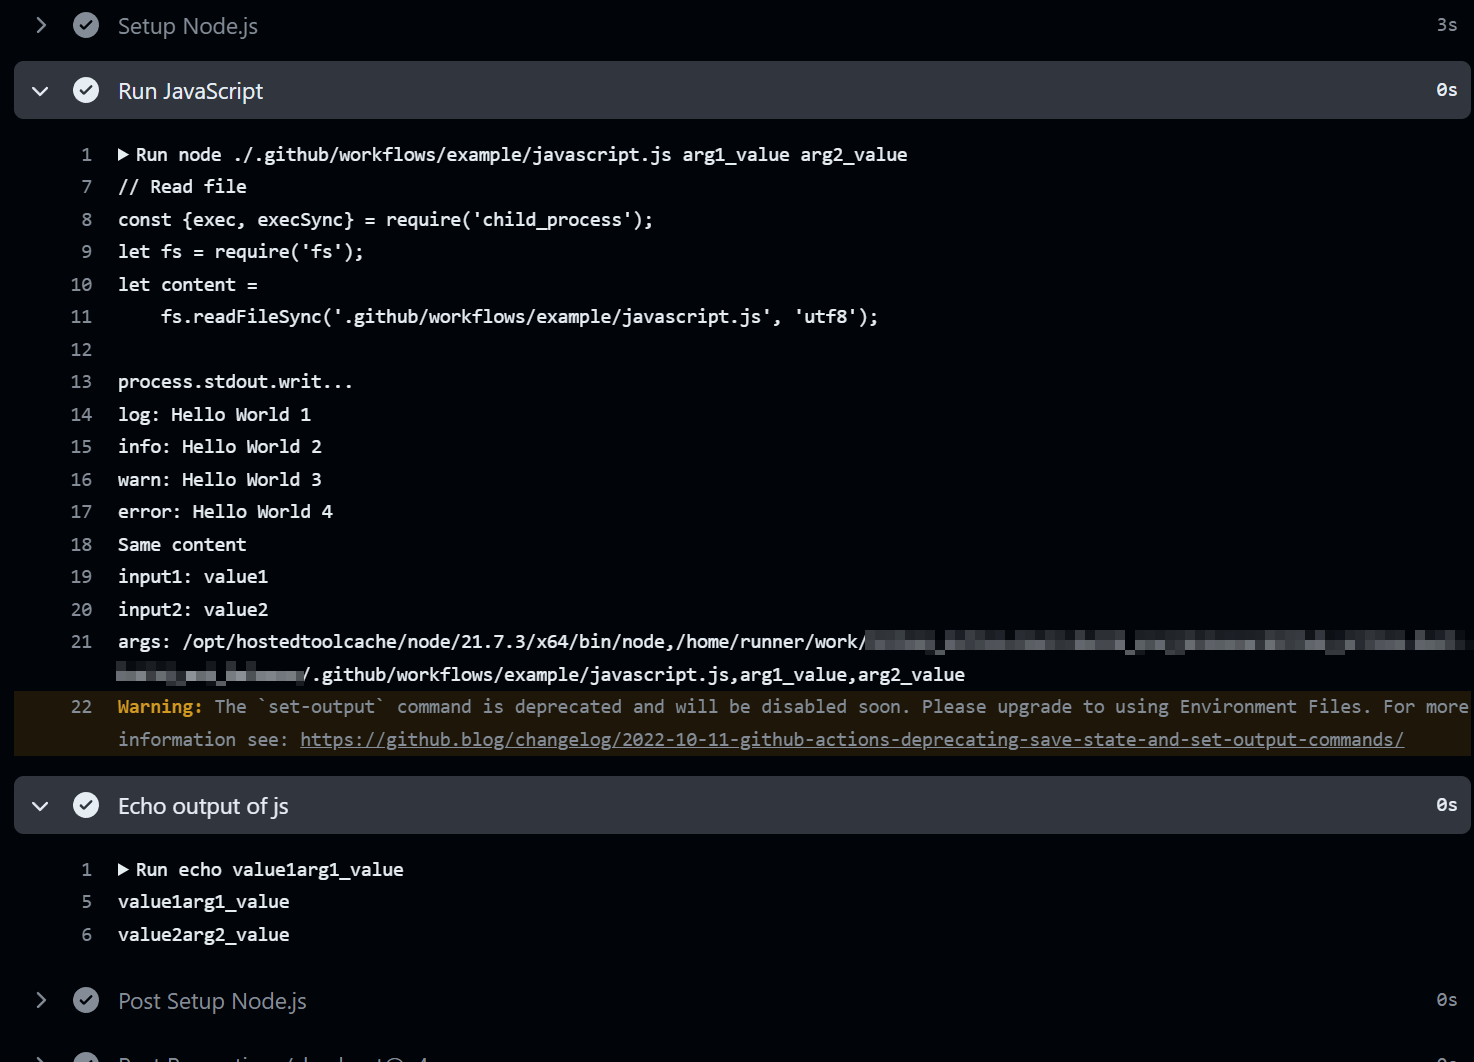 Setup Node.js 3s
Run JavaScript 0s
1 Run node ./.github/workflows/example/javascript.js arg1_value arg2_value
7 // Read file
8 const {exec, execSync} = require('child_process');
9 let fs = require('fs');
10 let content =
11 fs.readFileSync('.github/workflows/example/javascript.js', 'utf8');
12
13 process.stdout.writ...
14 log: Hello World 1
15 info: Hello World 2
16 warn: Hello World 3
17 error: Hello World 4
18 Same content
19 input1: value1
20 input2: value2
21 args: /opt/hostedtoolcache/node/21.7.3/x64/bin/node,/home/runner/work/
/.github/workflows/example/javascript.js,arg1_value,arg2_value
22 Warning: The `set-output` command is deprecated and will be disabled soon. Please upgrade to using Environment Files. For more
information see: https://github.blog/changelog/2022-10-11-github-actions-deprecating-save-state-and-set-output-commands/
Echo output of js 0s
1 Run echo value1arg1_value
5 value1arg1_value
6 value2arg2_value
Post Setup Node.js 0s